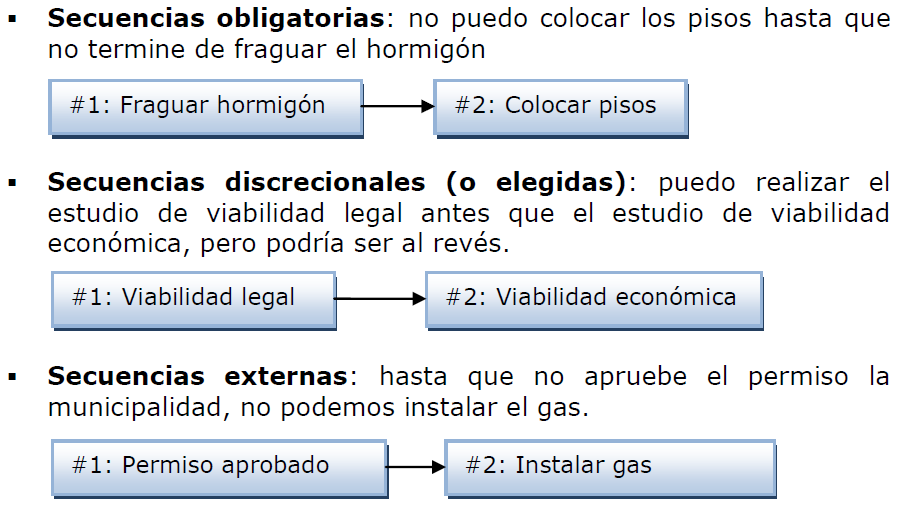 ▪ Secuencias obligatorias: no puedo colocar los pisos hasta que
no termine de fraguar el hormigón
#1: Fraguar hormigón
#2: Colocar pisos
▪ Secuencias discrecionales (o elegidas): puedo realizar el
estudio de viabilidad legal antes que el estudio de viabilidad
económica, pero podría ser al revés.
#1: Viabilidad legal
#2: Viabilidad económica
▪ Secuencias externas: hasta que no apruebe el permiso la
municipalidad, no podemos instalar el gas.
#1: Permiso aprobado
#2: Instalar gas